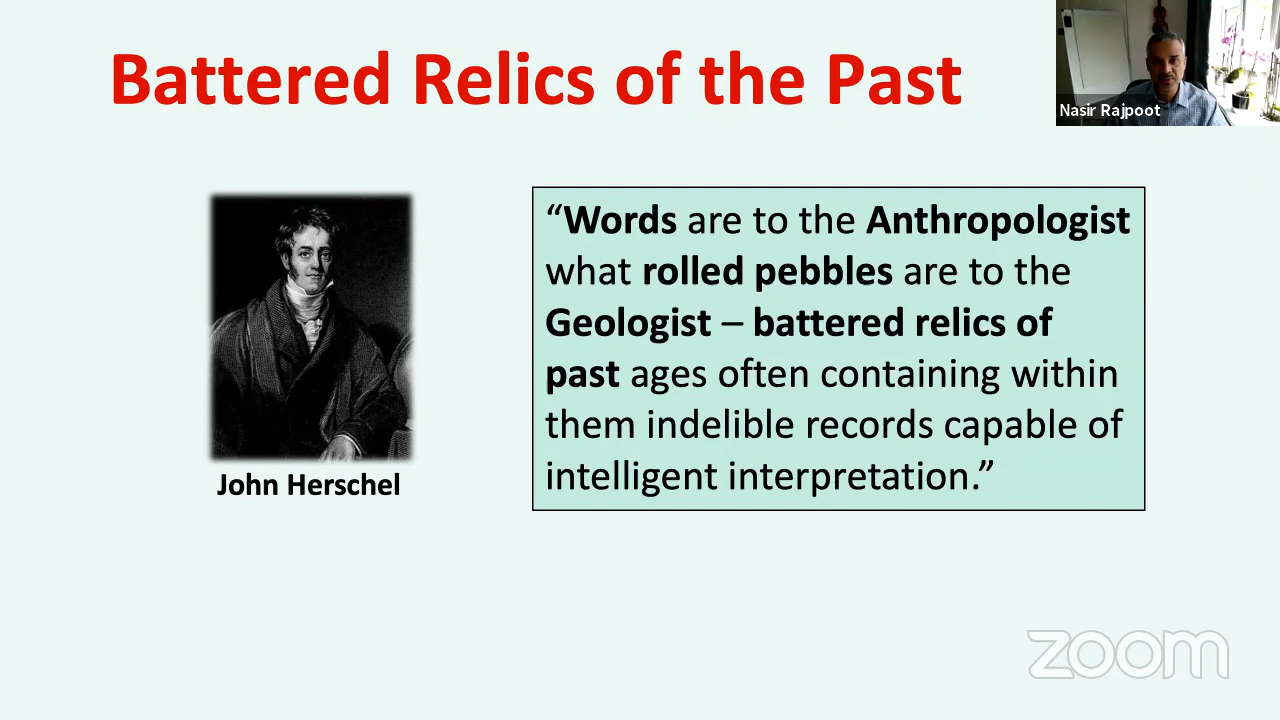 Battered Relics of the Past
Nasir Rajpoot
“Words are to the Anthropologist
what rolled pebbles are to the
Geologist – battered relics of
past ages often containing within
them indelible records capable of
intelligent interpretation.”
John Herschel
zoom